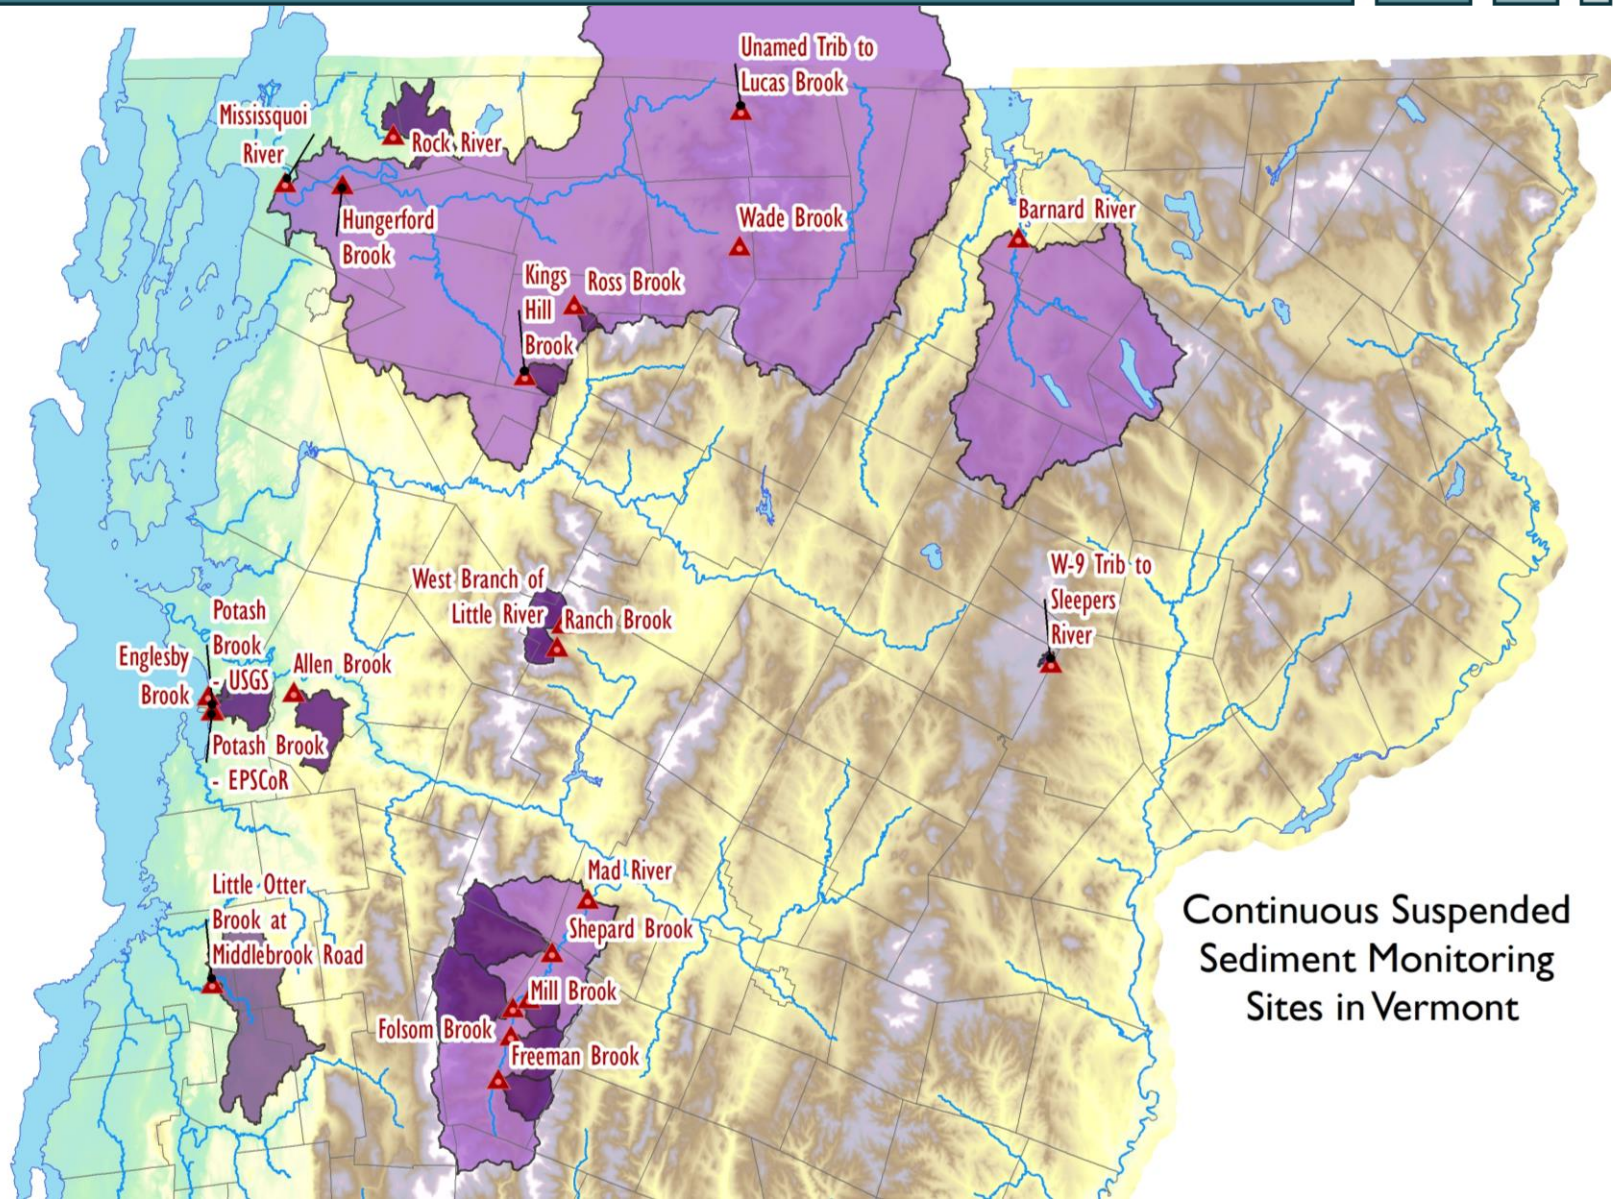 Unamed Trib to
Lucas Brook
Mississquoi
River
Rock River
Hungerford
Brook
Wade Brook
Barnard River
Kings
Hill
Brook
Ross Brook
West Branch of
Little River
Ranch Brook
W-9 Trib to
Sleepers
River
Potash
Brook
- USGS
Englesby
Brook
Allen Brook
Potash Brook
- EPSCoR
Little Otter
Brook at
Middlebrook Road
Mad River
Shepard Brook
Mill Brook
Folsom Brook
Freeman Brook
Continuous Suspended
Sediment Monitoring
Sites in Vermont